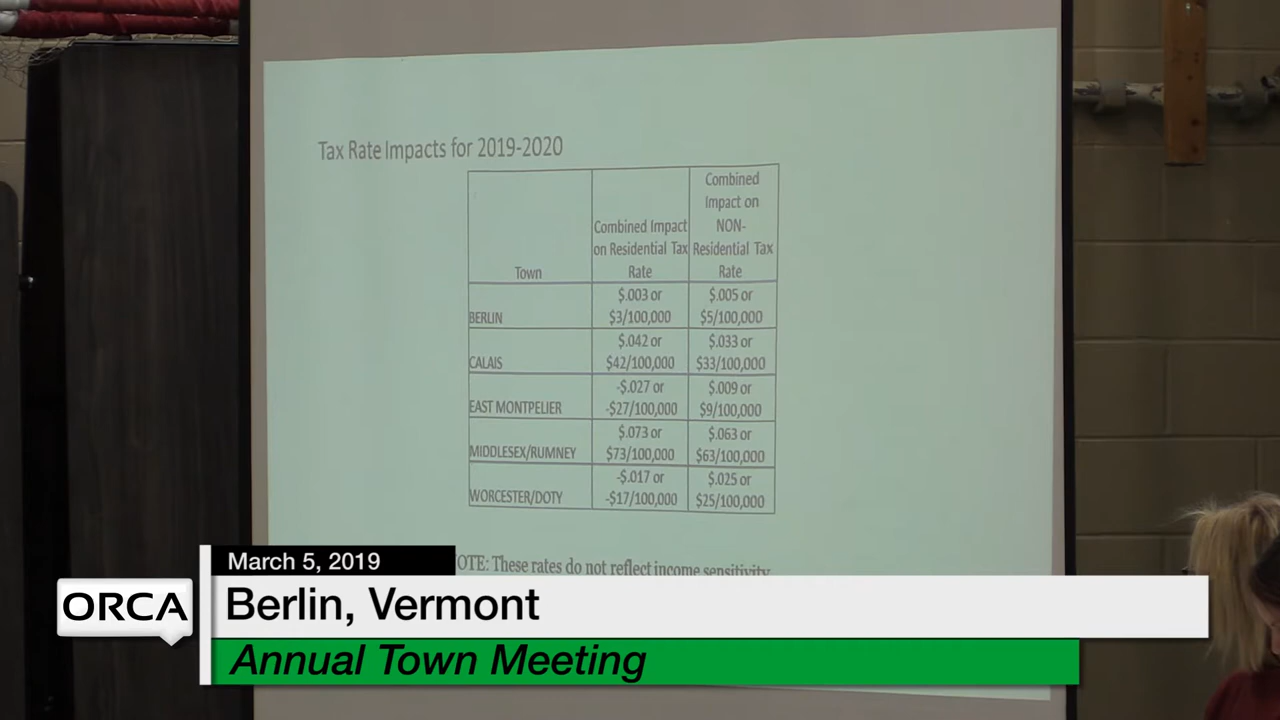 Tax Rate Impacts for 2019-2020
Combined
Impact on
Combined Impact NON-
on Residential Tax Residential Tax
Town Rate Rate
$.003 or $.005 or
BERLIN $3/100,000 $5/100,000
$.042 or $.033 or
CALAIS $42/100,000 $33/100,000
-$.027 or $.009 or
EAST MONTPELIER -$27/100,000 $9/100,000
$.073 or $.063 or
MIDDLESEX/RUMNEY $73/100,000 $63/100,000
-$.017 or $.025 or
WORCESTER/DOTY -$17/100,000 $25/100,000
OTE: These rates do not reflect income sensitivity
March 5, 2019
ORCA Berlin, Vermont
Annual Town Meeting